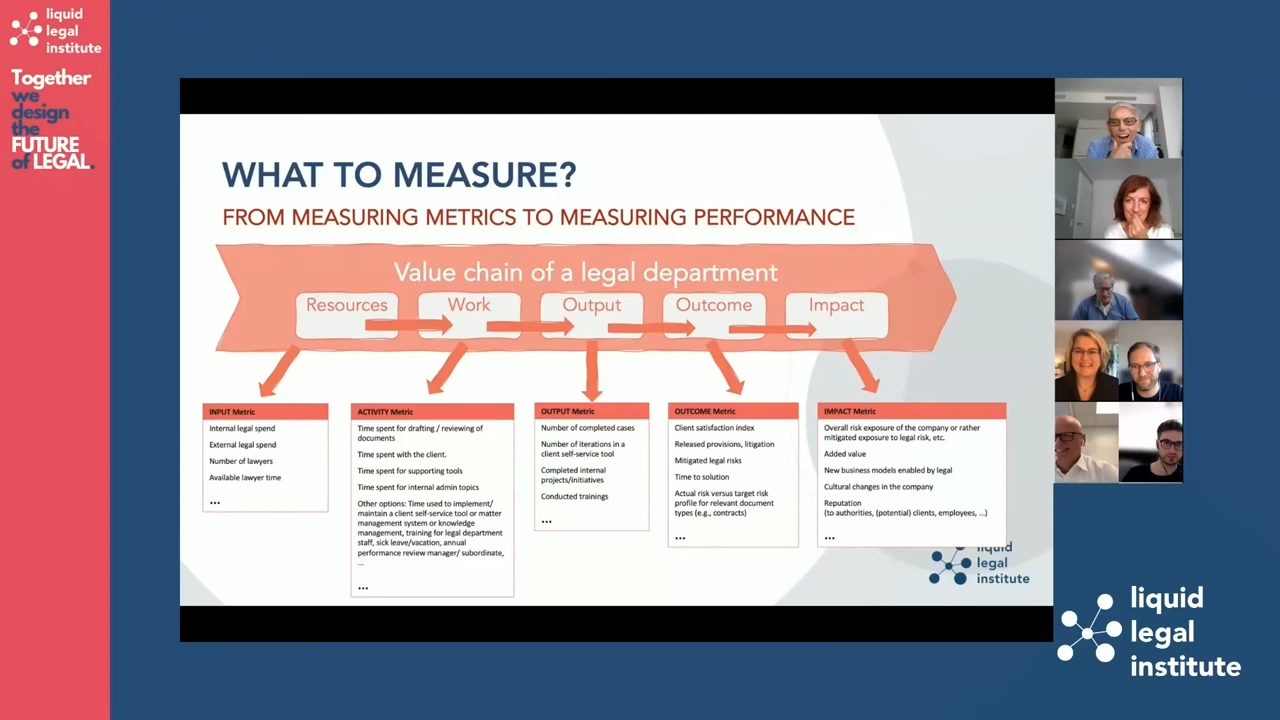 liquid
legal
institute
Together
we
design
the
FUTURE
of LEGAL.
WHAT TO MEASURE?
FROM MEASURING METRICS TO MEASURING PERFORMANCE
Value chain of a legal department
Resources
Work
Output
Outcome
Impact
INPUT Metric
Internal legal spend
External legal spend
Number of lawyers
Available lawyer time
...
ACTIVITY Metric
Time spent for drafting / reviewing of
documents
Time spent with the client.
Time spent for supporting tools
Time spent for internal admin topics
Other options: Time used to implement/
maintain a client self-service tool or matter
management system or knowledge
management, training for legal department
staff, sick leave/vacation, annual
performance review manager/ subordinate,
...
...
OUTPUT Metric
Number of completed cases
Number of iterations in a
client self-service tool
Completed internal
projects/initiatives
Conducted trainings
...
OUTCOME Metric
Client satisfaction index
Released provisions, litigation
Mitigated legal risks
Time to solution
Actual risk versus target risk
profile for relevant document
types (e.g., contracts)
...
IMPACT Metric
Overall risk exposure of the company or rather
mitigated exposure to legal risk, etc.
Added value
New business models enabled by legal
Cultural changes in the company
Reputation
(to authorities, (potential) clients, employees, ...)
...
liquid
legal
institute
liquid
legal
institute